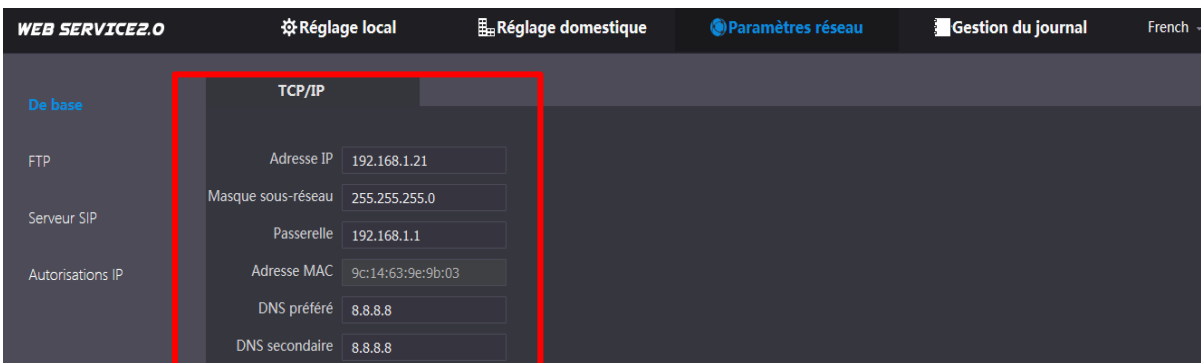 WEB SERVICE2.0 Réglage local Réglage domestique Paramètres réseau Gestion du journal French
De base
FTP
Serveur SIP
Autorisations IP
TCP/IP
Adresse IP 192.168.1.21
Masque sous-réseau 255.255.255.0
Passerelle 192.168.1.1
Adresse MAC 9c:14:63:9e:9b:03
DNS préféré 8.8.8.8
DNS secondaire 8.8.8.8